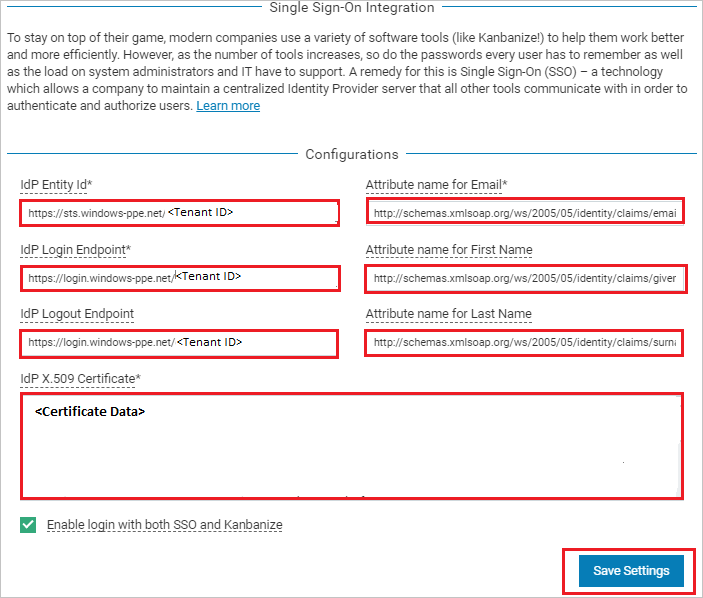 Single Sign-On Integration
To stay on top of their game, modern companies use a variety of software tools (like Kanbanize!) to help them work better
and more efficiently. However, as the number of tools increases, so do the passwords every user has to remember as well
as the load on system administrators and IT have to support. A remedy for this is Single Sign-On (SSO) – a technology
which allows a company to maintain a centralized Identity Provider server that all other tools communicate with in order to
authenticate and authorize users. Learn more
Configurations
IdP Entity Id*
https://sts.windows-ppe.net/ <Tenant ID>
Attribute name for Email*
http://schemas.xmlsoap.org/ws/2005/05/identity/claims/emai
IdP Login Endpoint*
https://login.windows-ppe.net/<Tenant ID>
Attribute name for First Name
http://schemas.xmlsoap.org/ws/2005/05/identity/claims/giver
IdP Logout Endpoint
https://login.windows-ppe.net/ <Tenant ID>
Attribute name for Last Name
http://schemas.xmlsoap.org/ws/2005/05/identity/claims/surna
IdP X.509 Certificate*
<Certificate Data>
Enable login with both SSO and Kanbanize
Save Settings